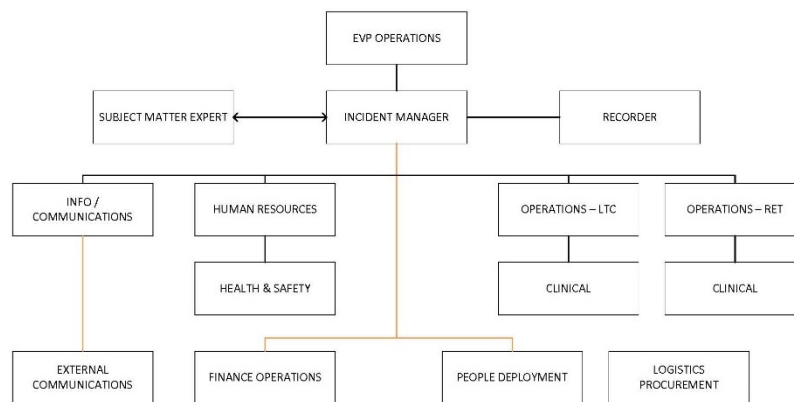 EVP OPERATIONS
SUBJECT MATTER EXPERT
INCIDENT MANAGER
RECORDER
INFO /
COMMUNICATIONS
HUMAN RESOURCES
OPERATIONS – LTC
OPERATIONS – RET
HEALTH & SAFETY
CLINICAL
CLINICAL
EXTERNAL
COMMUNICATIONS
FINANCE OPERATIONS
PEOPLE DEPLOYMENT
LOGISTICS
PROCUREMENT